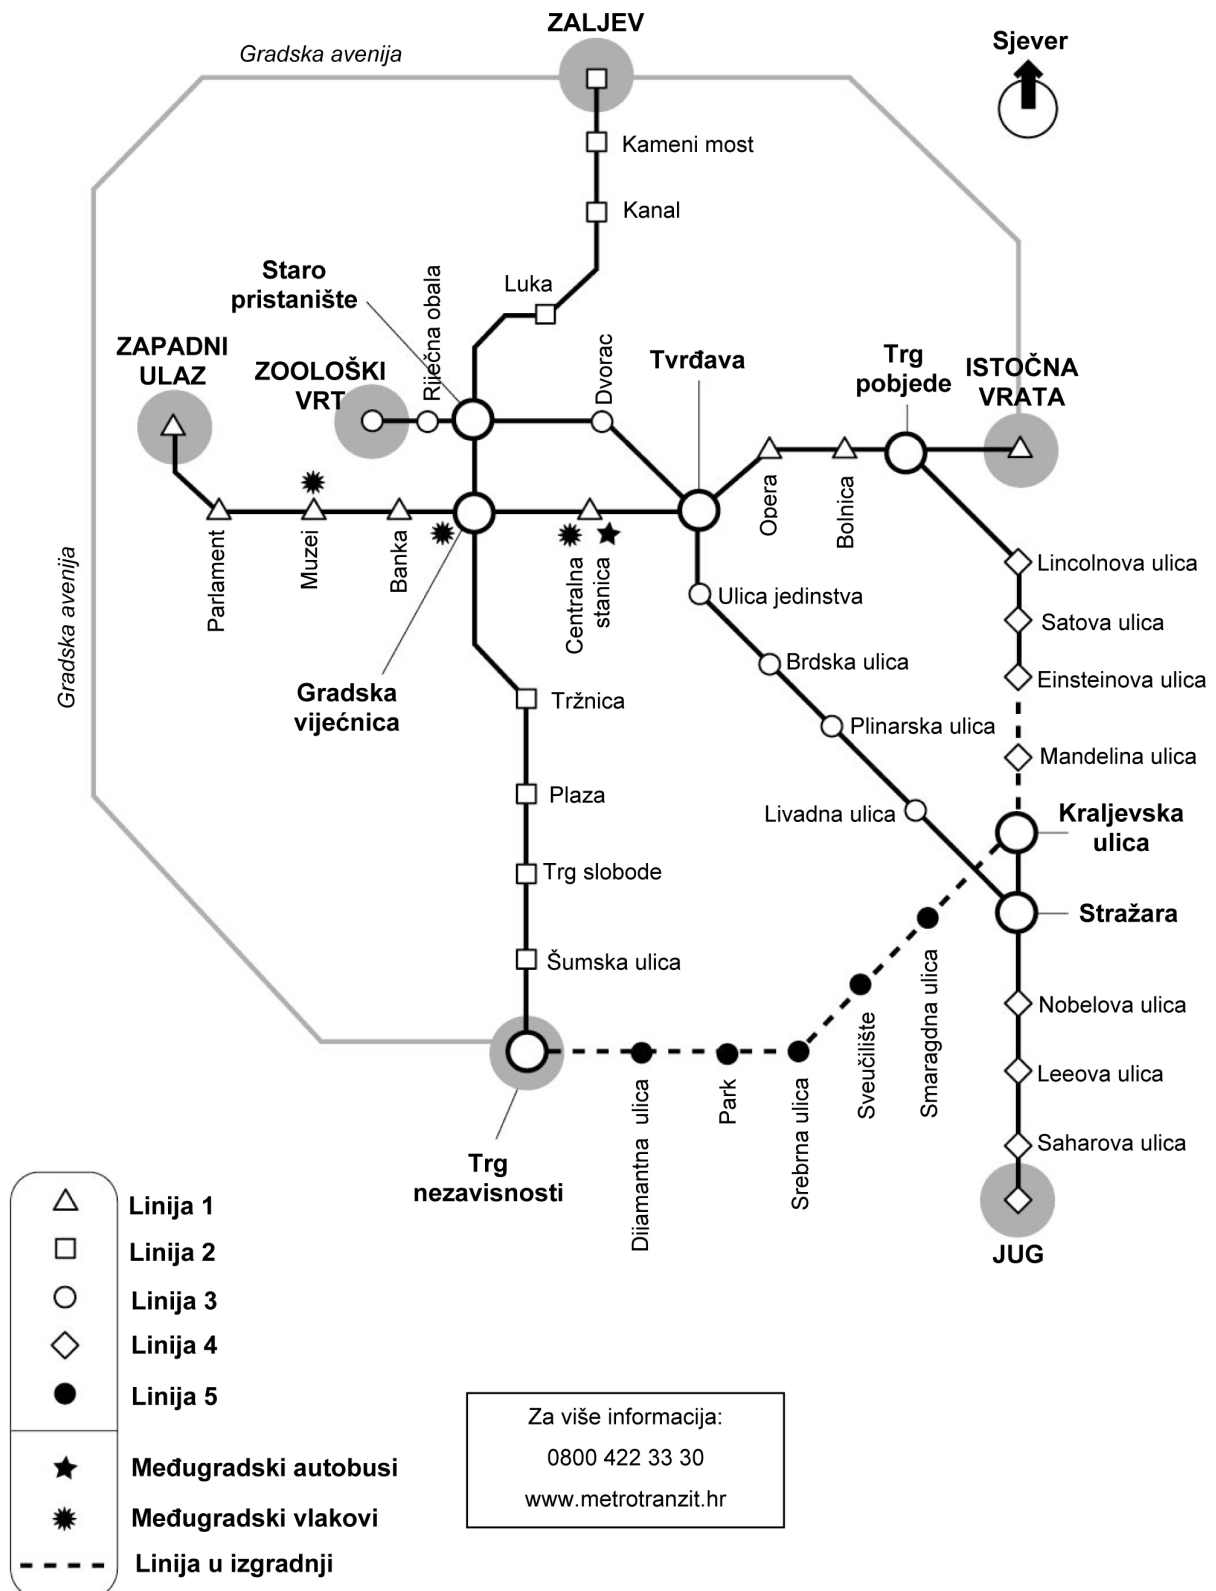 ZALJEV
Gradska avenija
Sjever
Kameni most
Kanal
Staro
pristanište
Luka
Riječna obala
ZAPADNI
ULAZ
ZOOLOŠKI
VRT
Dvorac
Tvrđava
Trg
pobjede
ISTOČNA
VRATA
Parlament
Muzei
Banka
Centralna
stanica
Opera
Bolnica
Lincolnova ulica
Ulica jedinstva
Satova ulica
Gradska avenija
Brdska ulica
Einsteinova ulica
Gradska
vijećnica
Tržnica
Plinarska ulica
Mandelina ulica
Plaza
Livadna ulica
Kraljevska
ulica
Trg slobode
Stražara
Šumska ulica
Smaragdna ulica
Sveučilište
Nobelova ulica
Leeova ulica
Dijamantna ulica
Park
Srebrna ulica
Saharova ulica
Trg
nezavisnosti
JUG
Linija 1
Linija 2
Linija 3
Linija 4
Linija 5
Međugradski autobusi
Međugradski vlakovi
Linija u izgradnji
Za više informacija:
0800 422 33 30
www.metrotranzit.hr